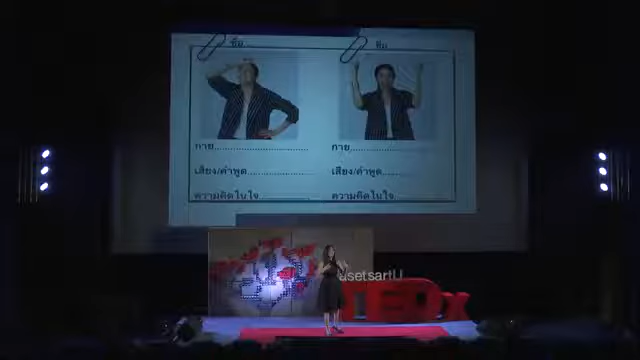 ชื่อ
ชื่อ
กาย..........................
กาย..........................
เสียง/คำพูด................
เสียง/คำพูด................
ความคิดในใจ..............
ความคิดในใจ..............
usetsartU
TEDx